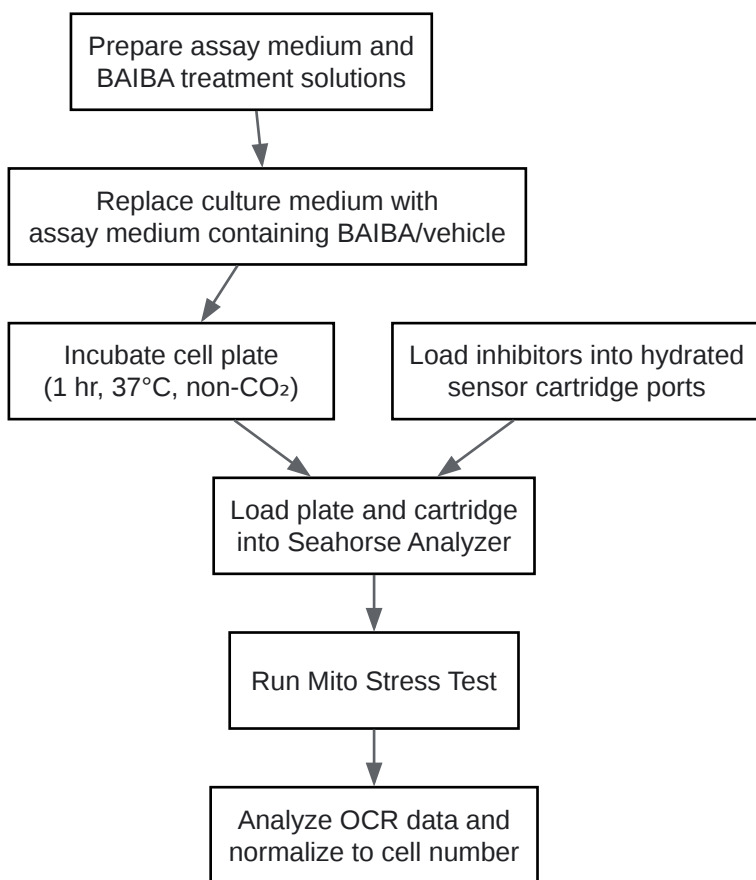 Prepare assay medium and
BAIBA treatment solutions
Replace culture medium with
assay medium containing BAIBA/vehicle
Incubate cell plate
(1 hr, 37°C, non-CO₂)
Load inhibitors into hydrated
sensor cartridge ports
Load plate and cartridge
into Seahorse Analyzer
Run Mito Stress Test
Analyze OCR data and
normalize to cell number